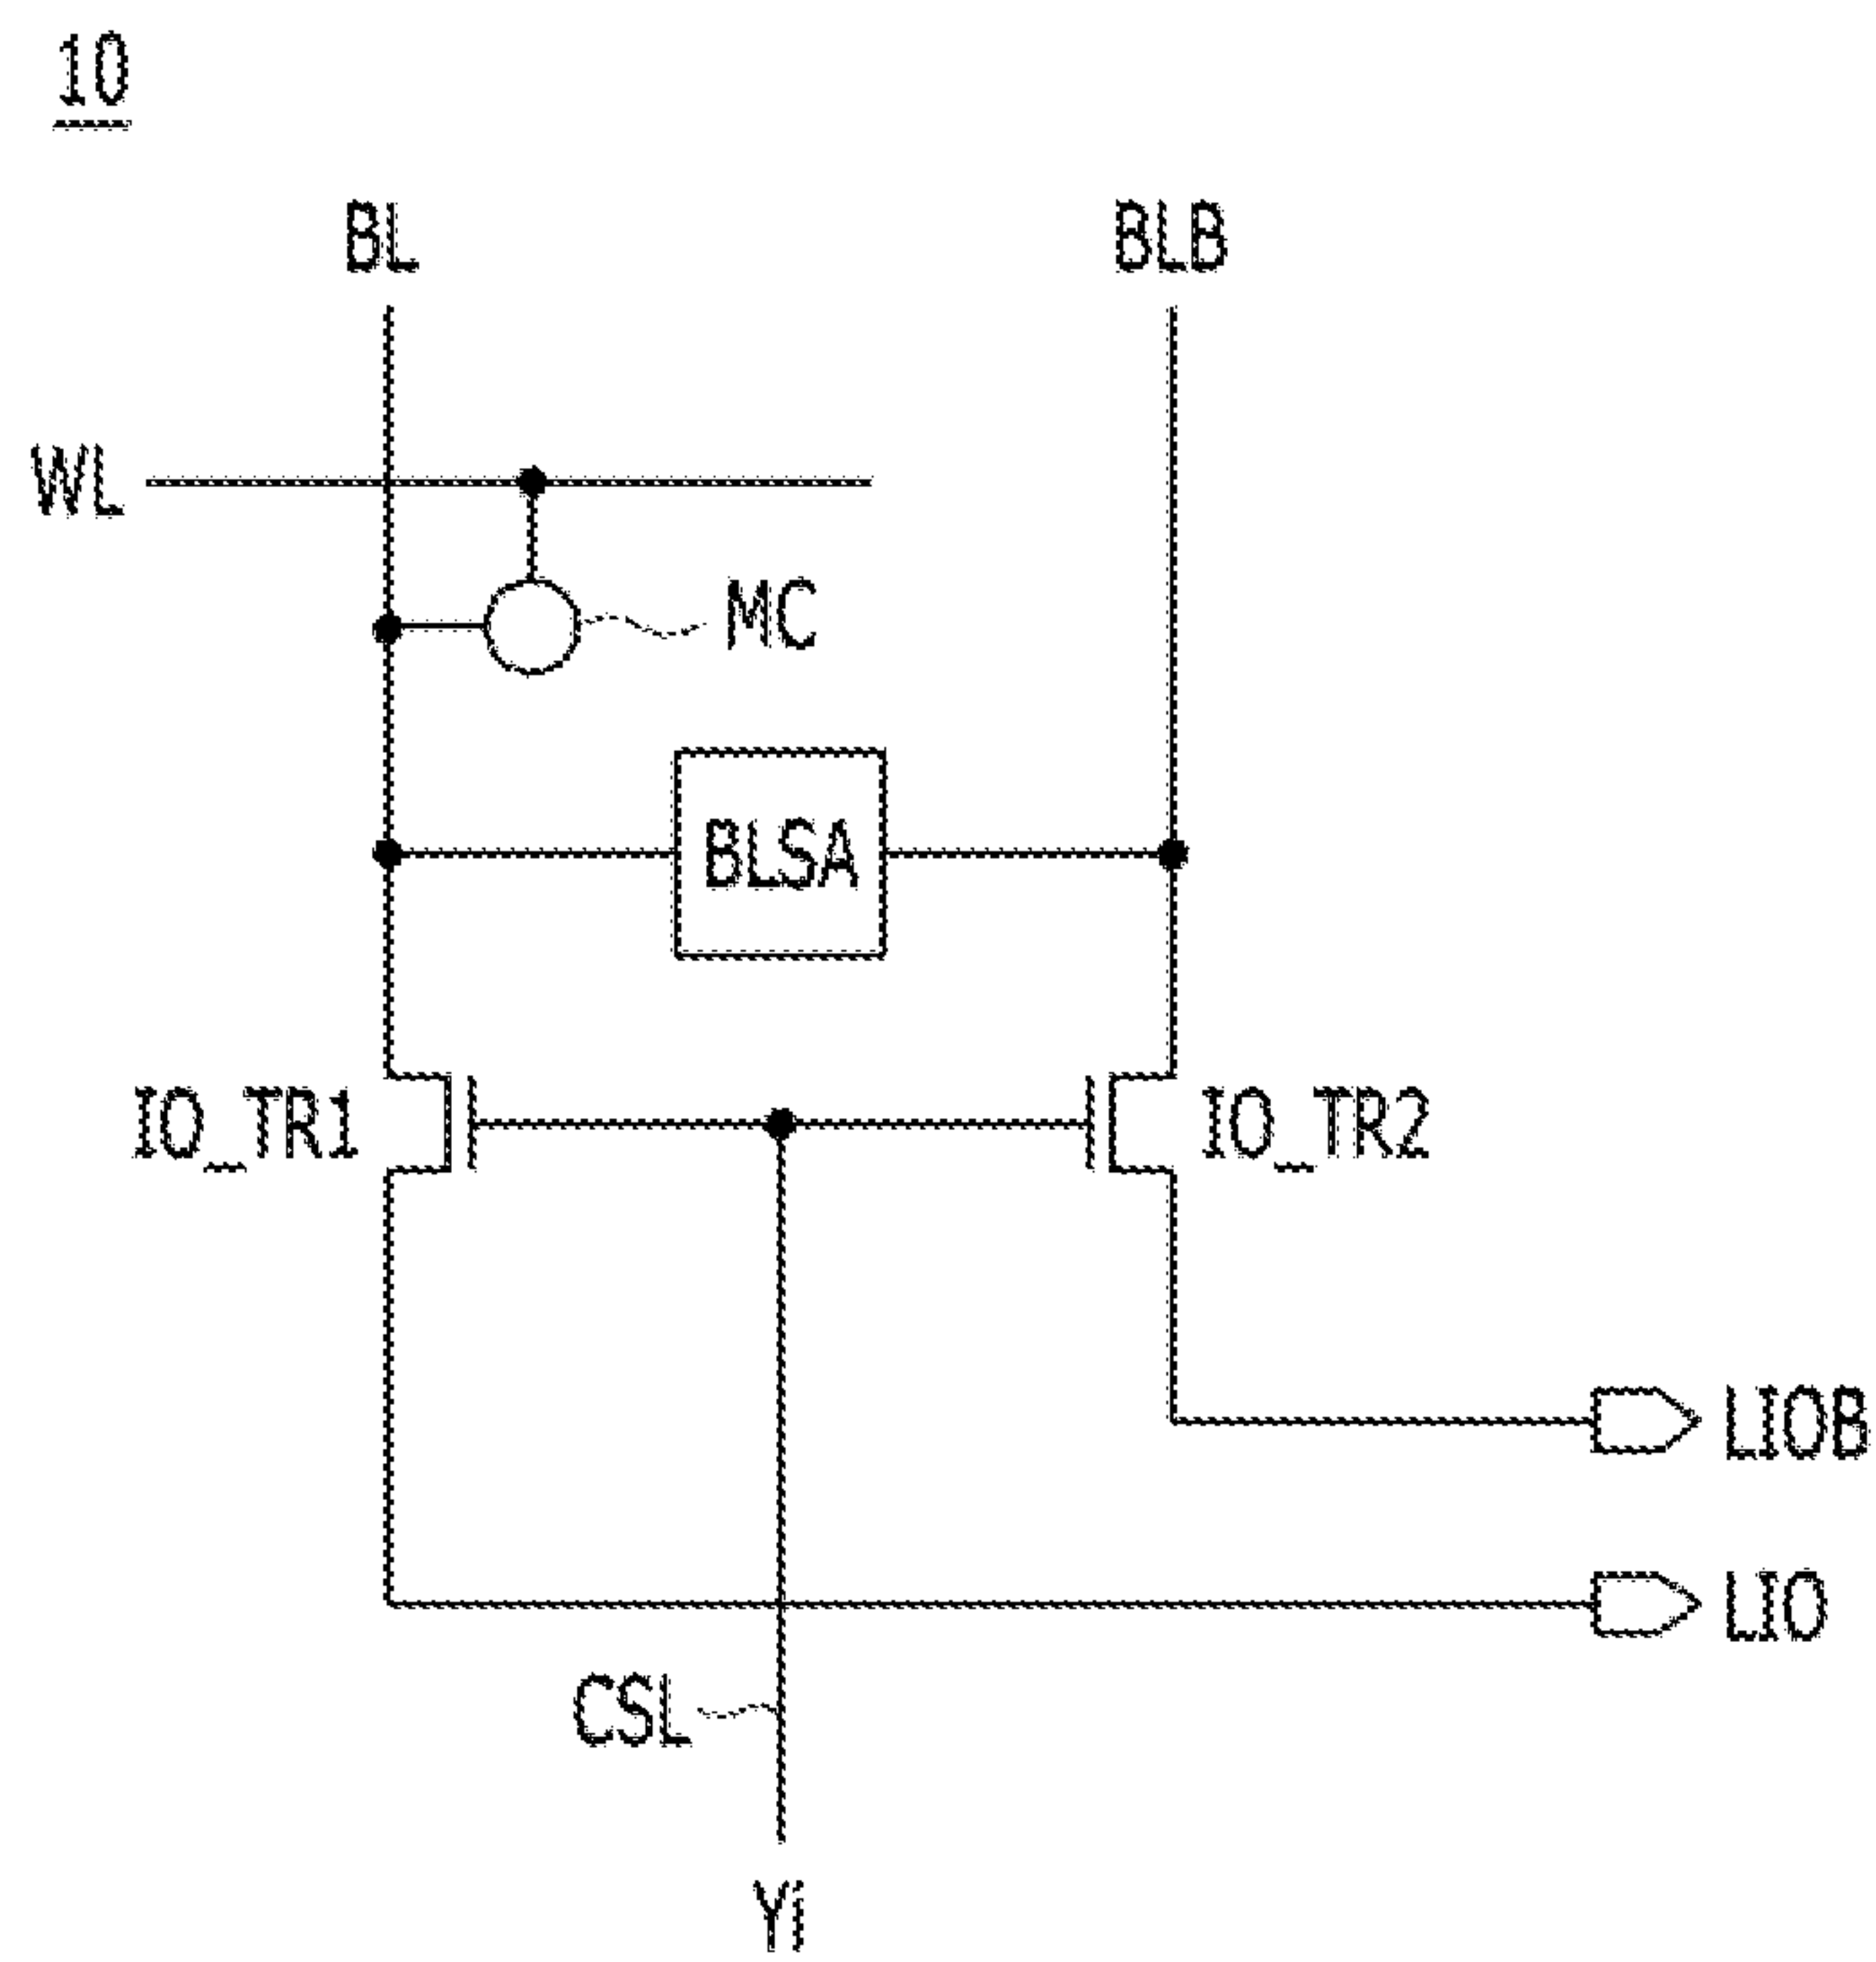 10
BL
BLB
WL
MC
BLSA
IO_TR1
IO_TR2
LIOB
LIO
CSL
Yi